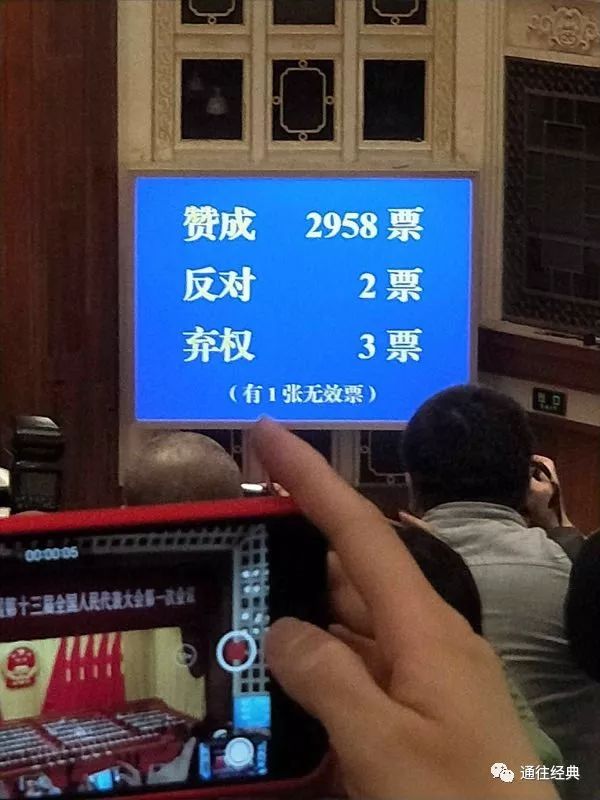 赞成 2958 票
反对 2 票
弃权 3 票
（有 1 张无效票）
00:00:05
第十三届全国人民代表大会第一次会议
通往经典